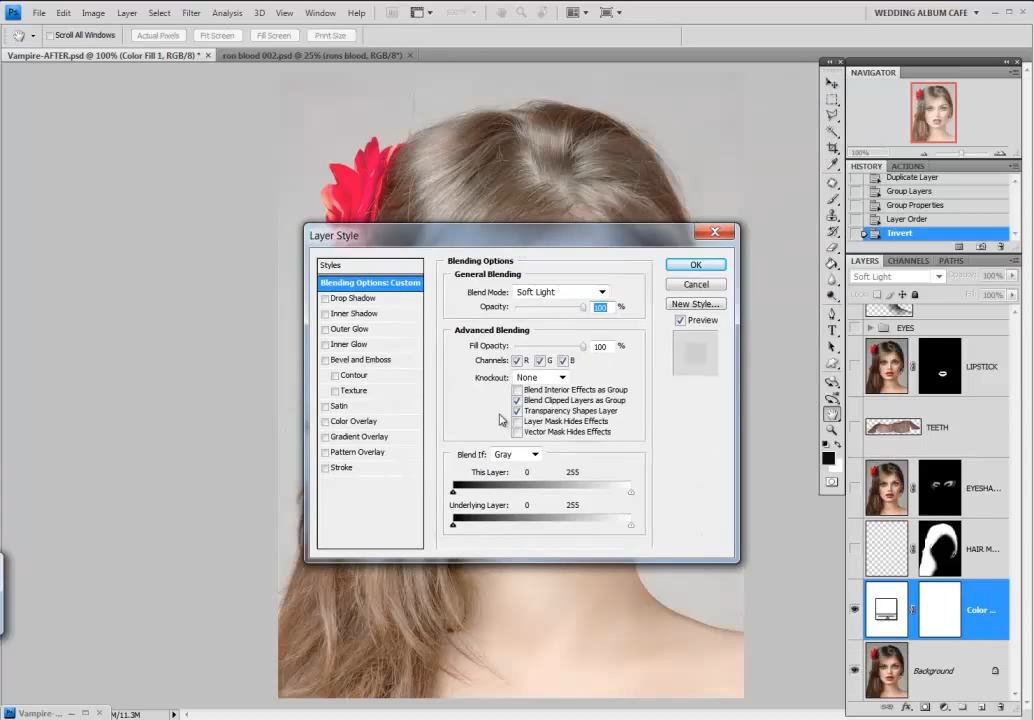 Ps File Edit Image Layer Select Filter Analysis 3D View Window Help WEDDING ALBUM CAFE
Scroll All Windows Actual Pixels Fit Screen Fill Screen Print Size
Vampire-AFTER.psd @ 100% (Color Fill 1, RGB/8) * ron blood 002.psd @ 25% (rons blood, RGB/8*)
NAVIGATOR
100%
HISTORY ACTIONS
Duplicate Layer
Group Layers
Group Properties
Layer Order
Invert
LAYERS CHANNELS PATHS
Soft Light Opacity: 100%
Lock: Fill: 100%
EYES
LIPSTICK
TEETH
EYESHA...
HAIR M...
Color ...
Background
Layer Style
Styles
Blending Options: Custom
Drop Shadow
Inner Shadow
Outer Glow
Inner Glow
Bevel and Emboss
Contour
Texture
Satin
Color Overlay
Gradient Overlay
Pattern Overlay
Stroke
Blending Options
General Blending
Blend Mode: Soft Light
Opacity: 100 %
Advanced Blending
Fill Opacity: 100 %
Channels: R G B
Knockout: None
Blend Interior Effects as Group
Blend Clipped Layers as Group
Transparency Shapes Layer
Layer Mask Hides Effects
Vector Mask Hides Effects
Blend If: Gray
This Layer: 0 255
Underlying Layer: 0 255
OK
Cancel
New Style...
Preview
Ps Vampire-... M/11.3M